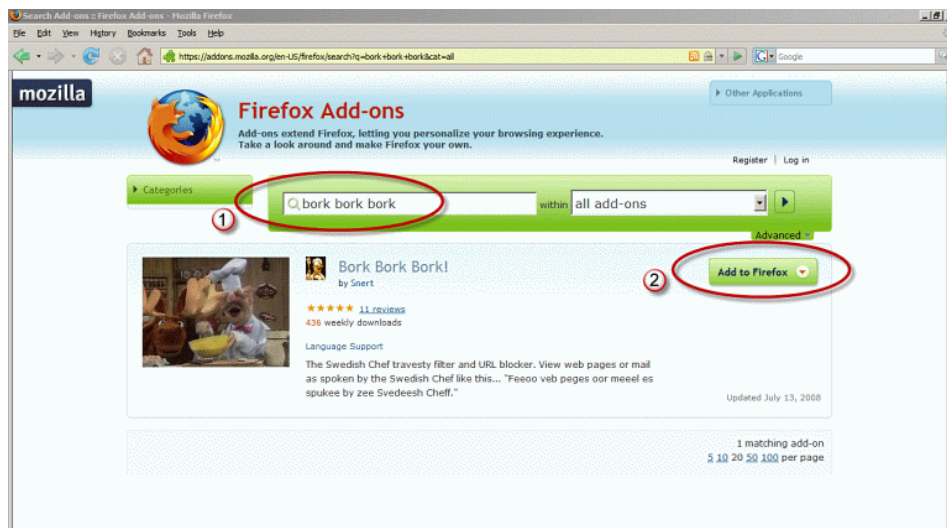 Search Add-ons :: Firefox Add-ons - Mozilla Firefox
File Edit View History Bookmarks Tools Help
https://addons.mozilla.org/en-US/firefox/search?q=bork+bork+bork&cat=all
G Google
mozilla
Other Applications
Firefox Add-ons
Add-ons extend Firefox, letting you personalize your browsing experience.
Take a look around and make Firefox your own.
TM
Register | Log in
Categories
1
bork bork bork
within
all add-ons
Advanced
Bork Bork Bork!
by Snert
2
Add to Firefox
11 reviews
436 weekly downloads
Language Support
The Swedish Chef travesty filter and URL blocker. View web pages or mail
as spoken by the Swedish Chef like this... "Feeoo veb peges oor meeel es
spukee by zee Svedeesh Cheff."
Updated July 13, 2008
1 matching add-on
5 10 20 50 100 per page